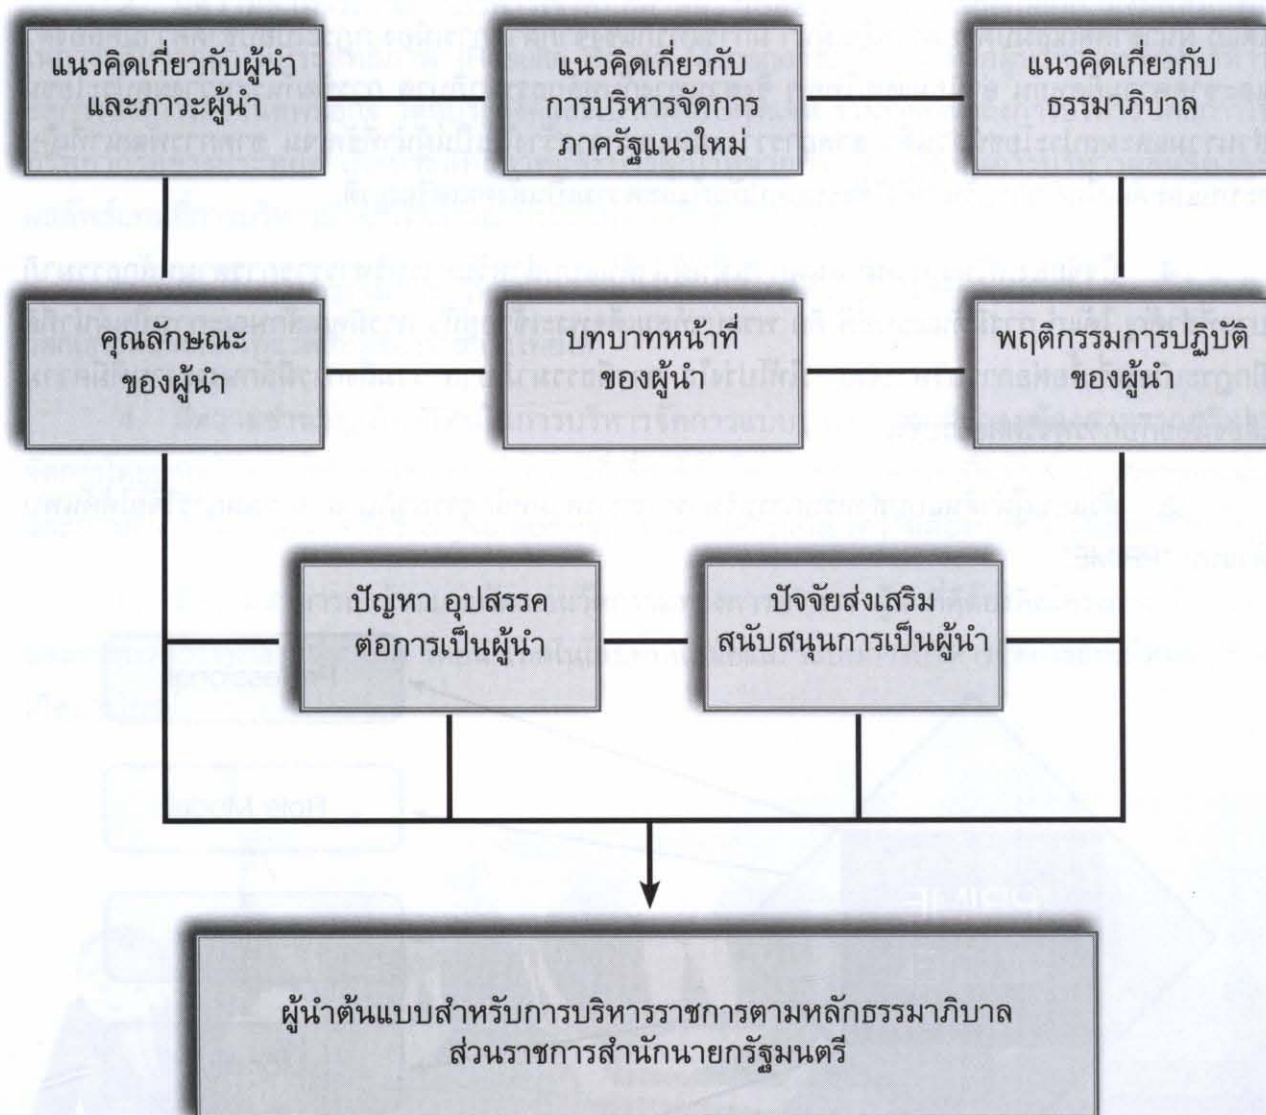 แนวคิดเกี่ยวกับผู้นำ
และภาวะผู้นำ
แนวคิดเกี่ยวกับ
การบริหารจัดการ
ภาครัฐแนวใหม่
แนวคิดเกี่ยวกับ
ธรรมาภิบาล
คุณลักษณะ
ของผู้นำ
บทบาทหน้าที่
ของผู้นำ
พฤติกรรมการปฏิบัติ
ของผู้นำ
ปัญหา อุปสรรค
ต่อการเป็นผู้นำ
ปัจจัยส่งเสริม
สนับสนุนการเป็นผู้นำ
ผู้นำต้นแบบสำหรับการบริหารราชการตามหลักธรรมาภิบาล
ส่วนราชการสำนักนายกรัฐมนตรี